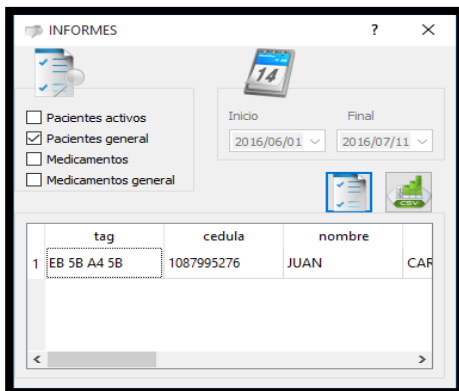 INFORMES
14
Pacientes activos
Pacientes general
Medicamentos
Medicamentos general
Inicio Final
2016/06/01 2016/07/11
CSV
tag cedula nombre
1 EB 5B A4 5B 1087995276 JUAN CAR